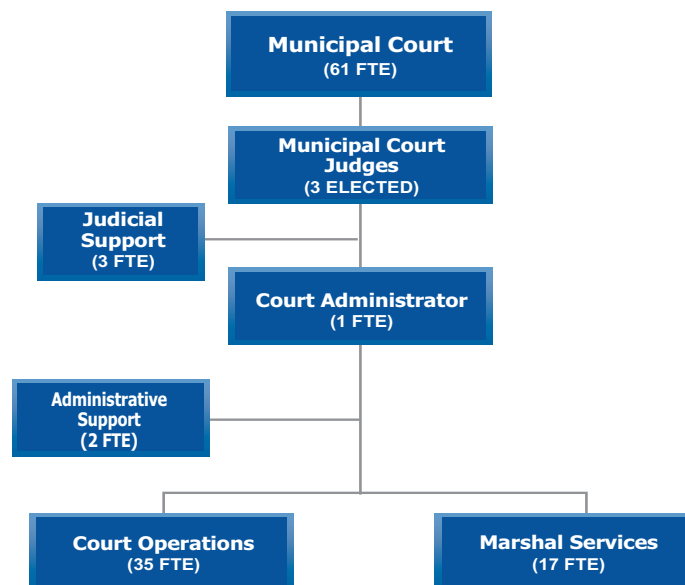 Municipal Court
(61 FTE)
Municipal Court
Judges
(3 ELECTED)
Judicial
Support
(3 FTE)
Court Administrator
(1 FTE)
Administrative
Support
(2 FTE)
Court Operations
(35 FTE)
Marshal Services
(17 FTE)